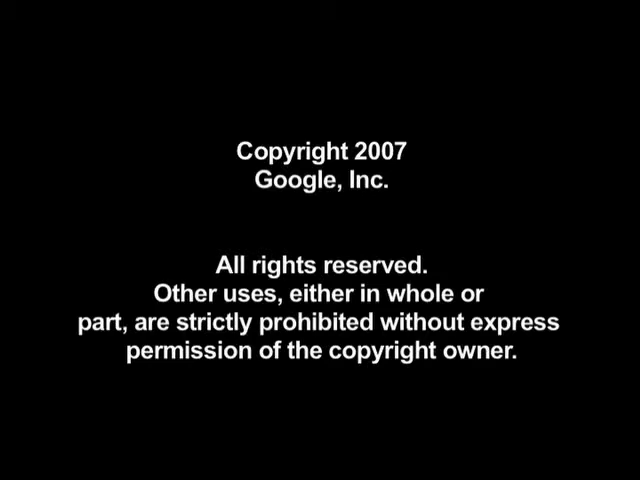 Copyright 2007
Google, Inc.
All rights reserved.
Other uses, either in whole or
part, are strictly prohibited without express
permission of the copyright owner.